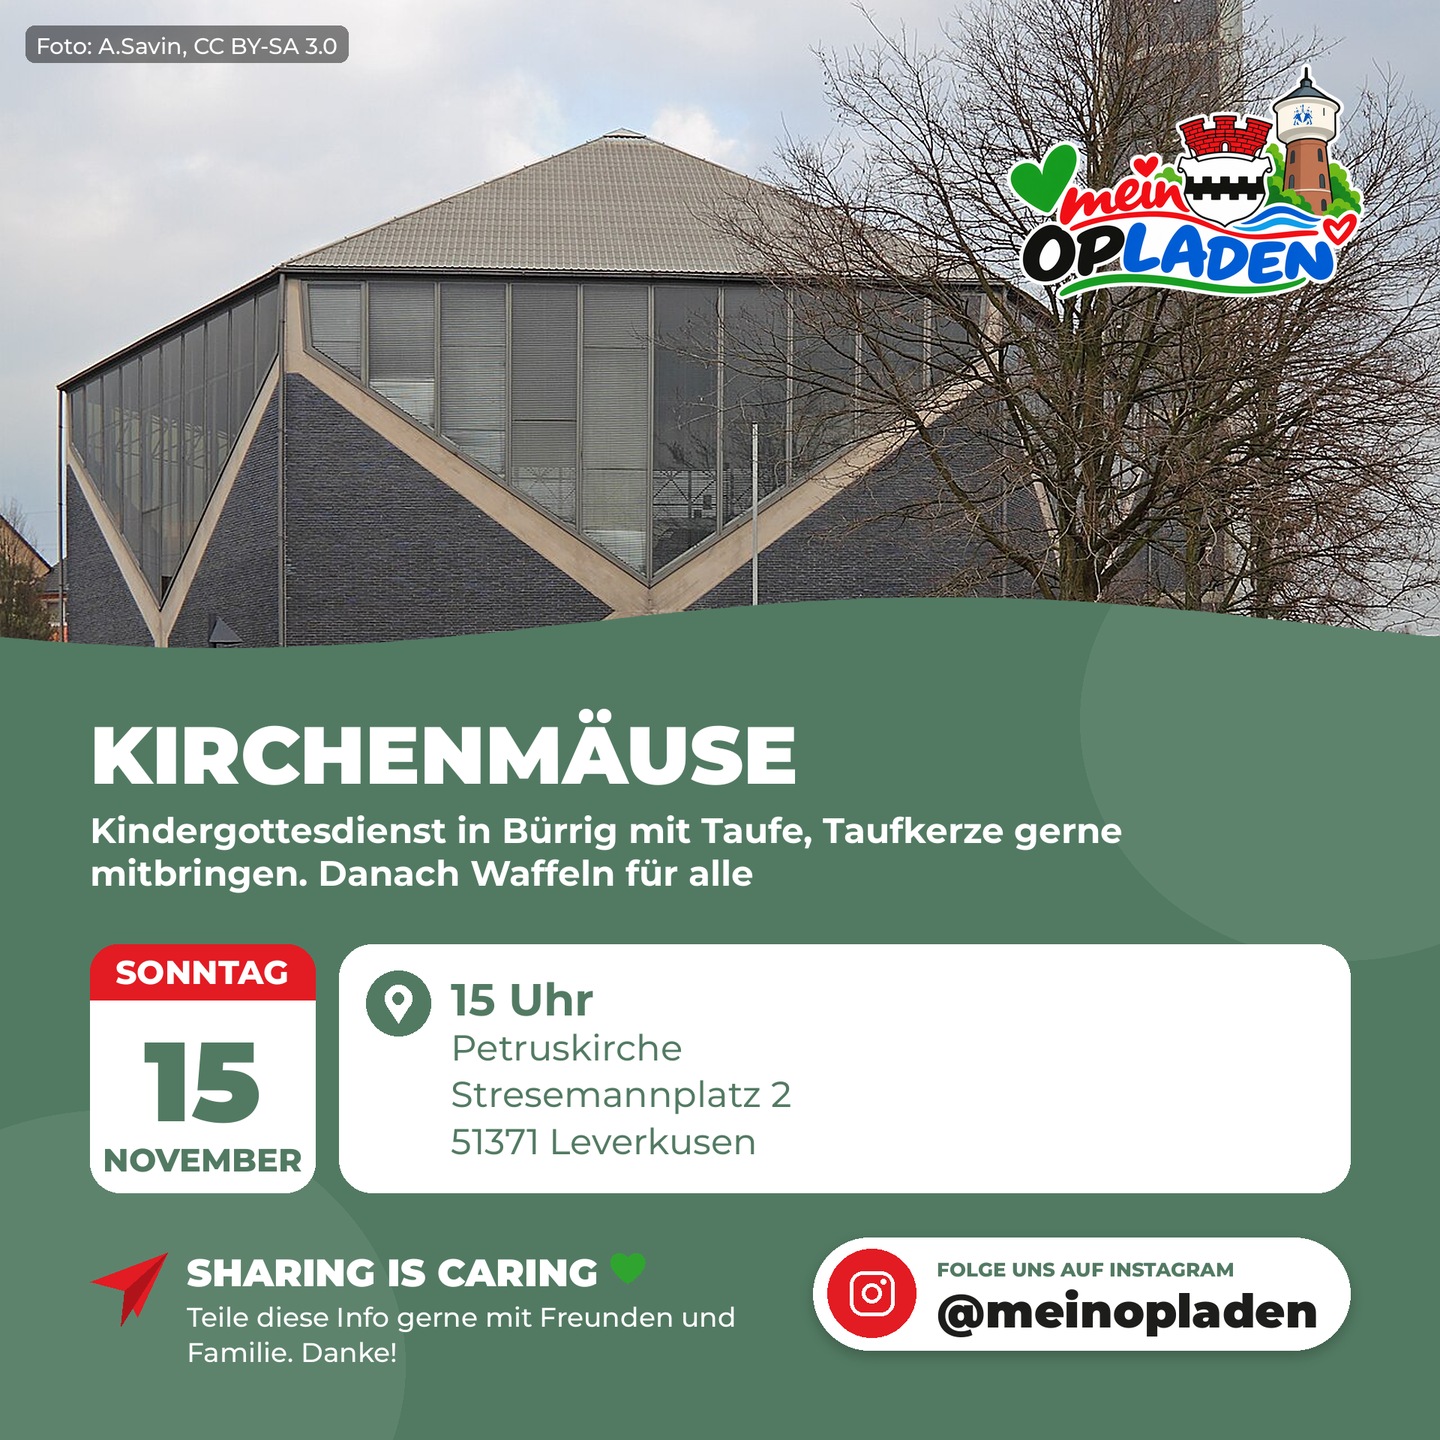 Foto: A.Savin, CC BY-SA 3.0
mein
OPLADEN
KIRCHENMÄUSE
Kindergottesdienst in Bürrig mit Taufe, Taufkerze gerne
mitbringen. Danach Waffeln für alle
SONNTAG
15
NOVEMBER
15 Uhr
Petruskirche
Stresemannplatz 2
51371 Leverkusen
SHARING IS CARING
Teile diese Info gerne mit Freunden und
Familie. Danke!
FOLGE UNS AUF INSTAGRAM
@meinopladen